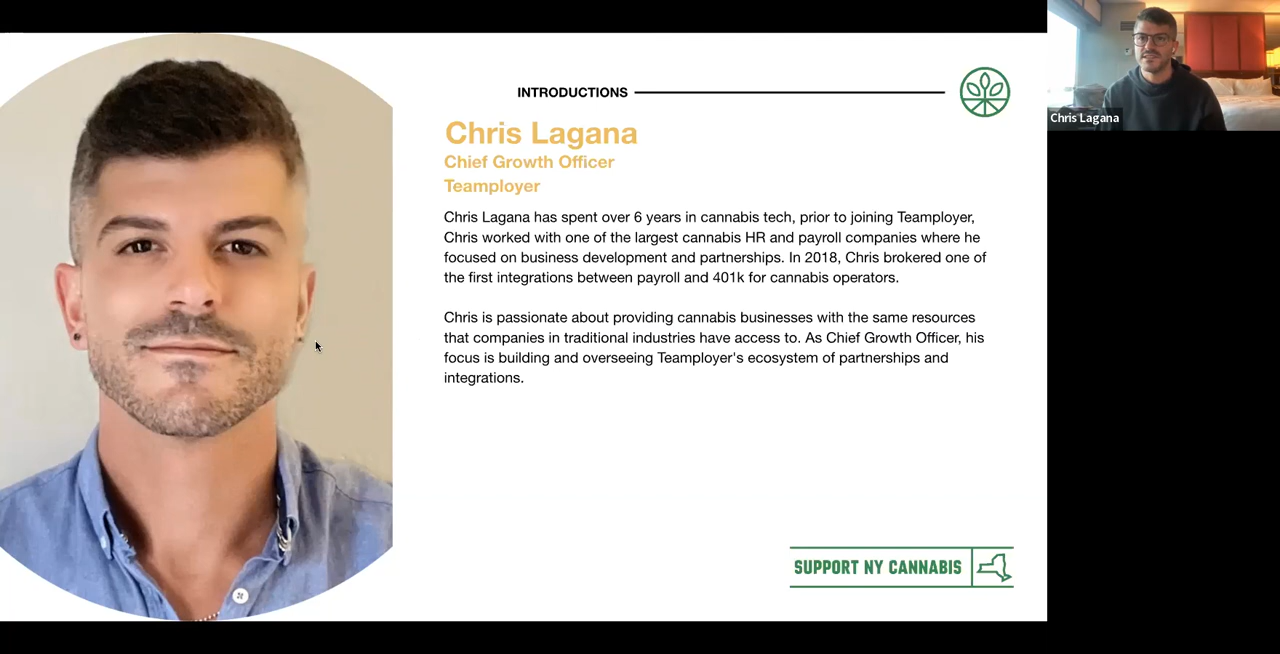 INTRODUCTIONS
Chris Lagana
Chief Growth Officer
Teamployer
Chris Lagana has spent over 6 years in cannabis tech, prior to joining Teamployer,
Chris worked with one of the largest cannabis HR and payroll companies where he
focused on business development and partnerships. In 2018, Chris brokered one of
the first integrations between payroll and 401k for cannabis operators.
Chris is passionate about providing cannabis businesses with the same resources
that companies in traditional industries have access to. As Chief Growth Officer, his
focus is building and overseeing Teamployer's ecosystem of partnerships and
integrations.
SUPPORT NY CANNABIS
Chris Lagana